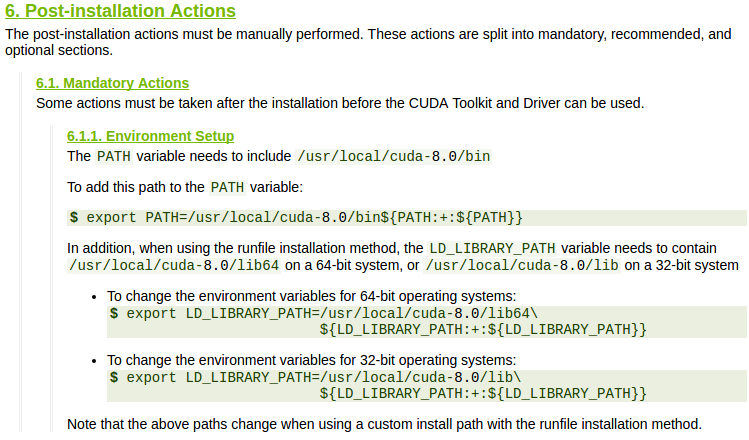 6. Post-installation Actions
The post-installation actions must be manually performed. These actions are split into mandatory, recommended, and
optional sections.
6.1. Mandatory Actions
Some actions must be taken after the installation before the CUDA Toolkit and Driver can be used.
6.1.1. Environment Setup
The PATH variable needs to include /usr/local/cuda-8.0/bin
To add this path to the PATH variable:
$ export PATH=/usr/local/cuda-8.0/bin${PATH:+:${PATH}}
In addition, when using the runfile installation method, the LD_LIBRARY_PATH variable needs to contain
/usr/local/cuda-8.0/lib64 on a 64-bit system, or /usr/local/cuda-8.0/lib on a 32-bit system
• To change the environment variables for 64-bit operating systems:
$ export LD_LIBRARY_PATH=/usr/local/cuda-8.0/lib64\
${LD_LIBRARY_PATH:+:${LD_LIBRARY_PATH}}
• To change the environment variables for 32-bit operating systems:
$ export LD_LIBRARY_PATH=/usr/local/cuda-8.0/lib\
${LD_LIBRARY_PATH:+:${LD_LIBRARY_PATH}}
Note that the above paths change when using a custom install path with the runfile installation method.